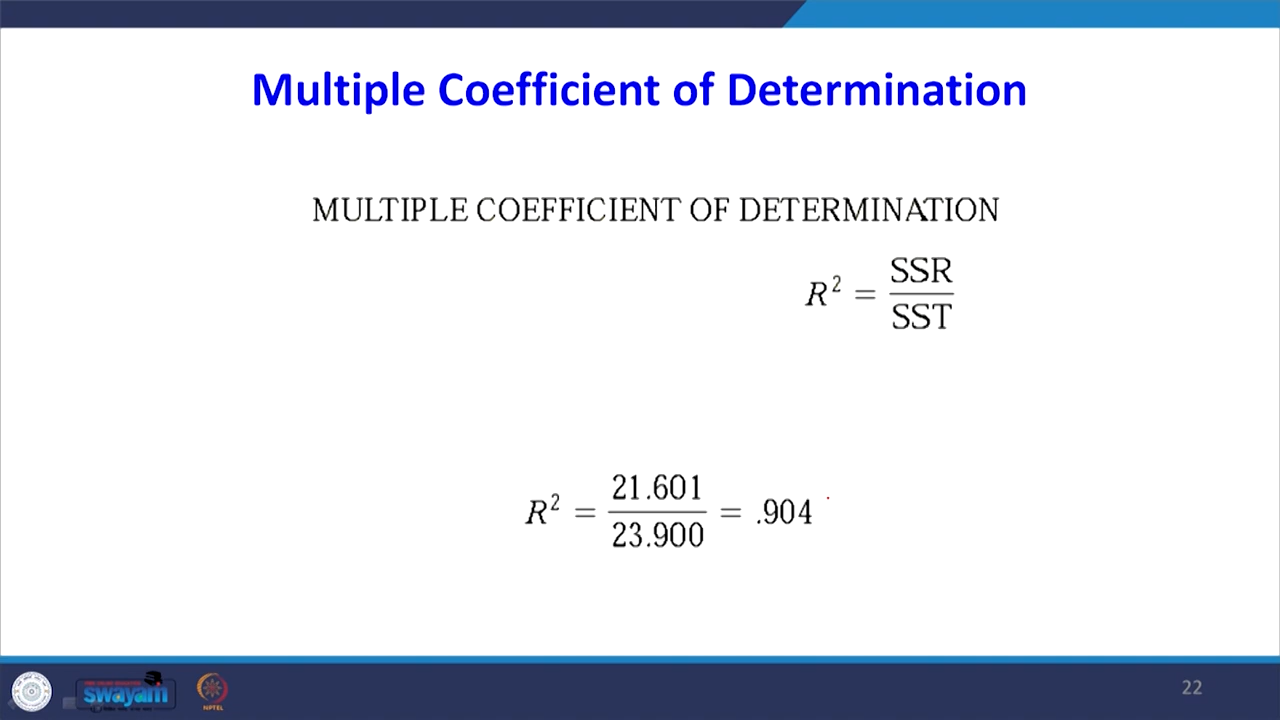 Multiple Coefficient of Determination
MULTIPLE COEFFICIENT OF DETERMINATION
R² = SSR / SST
R² = 21.601 / 23.900 = .904
swayam
NPTEL
22